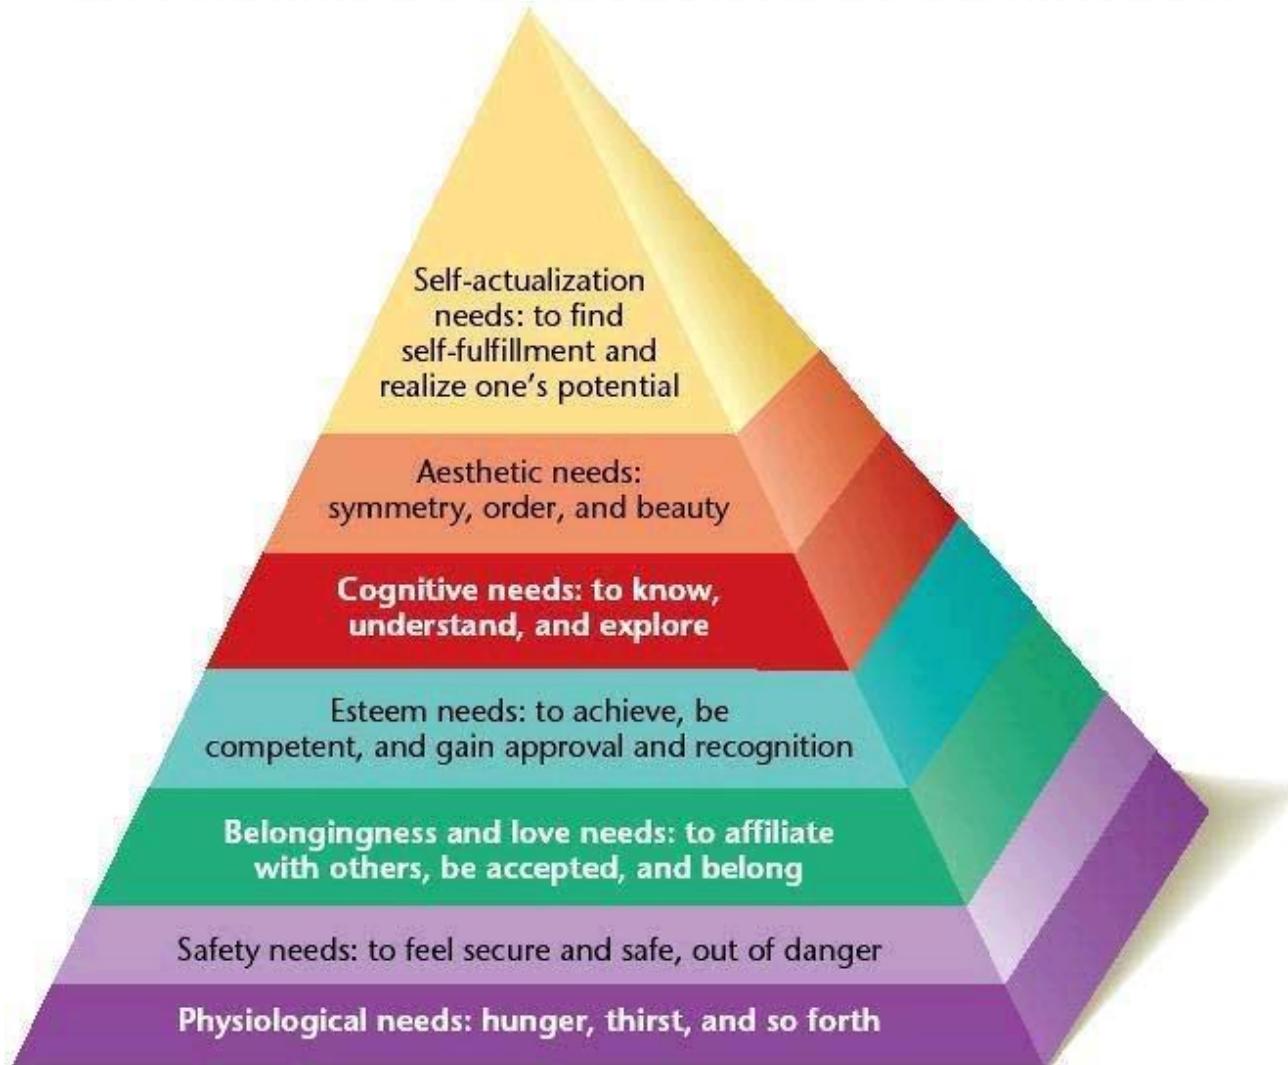 Self-actualization
needs: to find
self-fulfillment and
realize one's potential
Aesthetic needs:
symmetry, order, and beauty
Cognitive needs: to know,
understand, and explore
Esteem needs: to achieve, be
competent, and gain approval and recognition
Belongingness and love needs: to affiliate
with others, be accepted, and belong
Safety needs: to feel secure and safe, out of danger
Physiological needs: hunger, thirst, and so forth